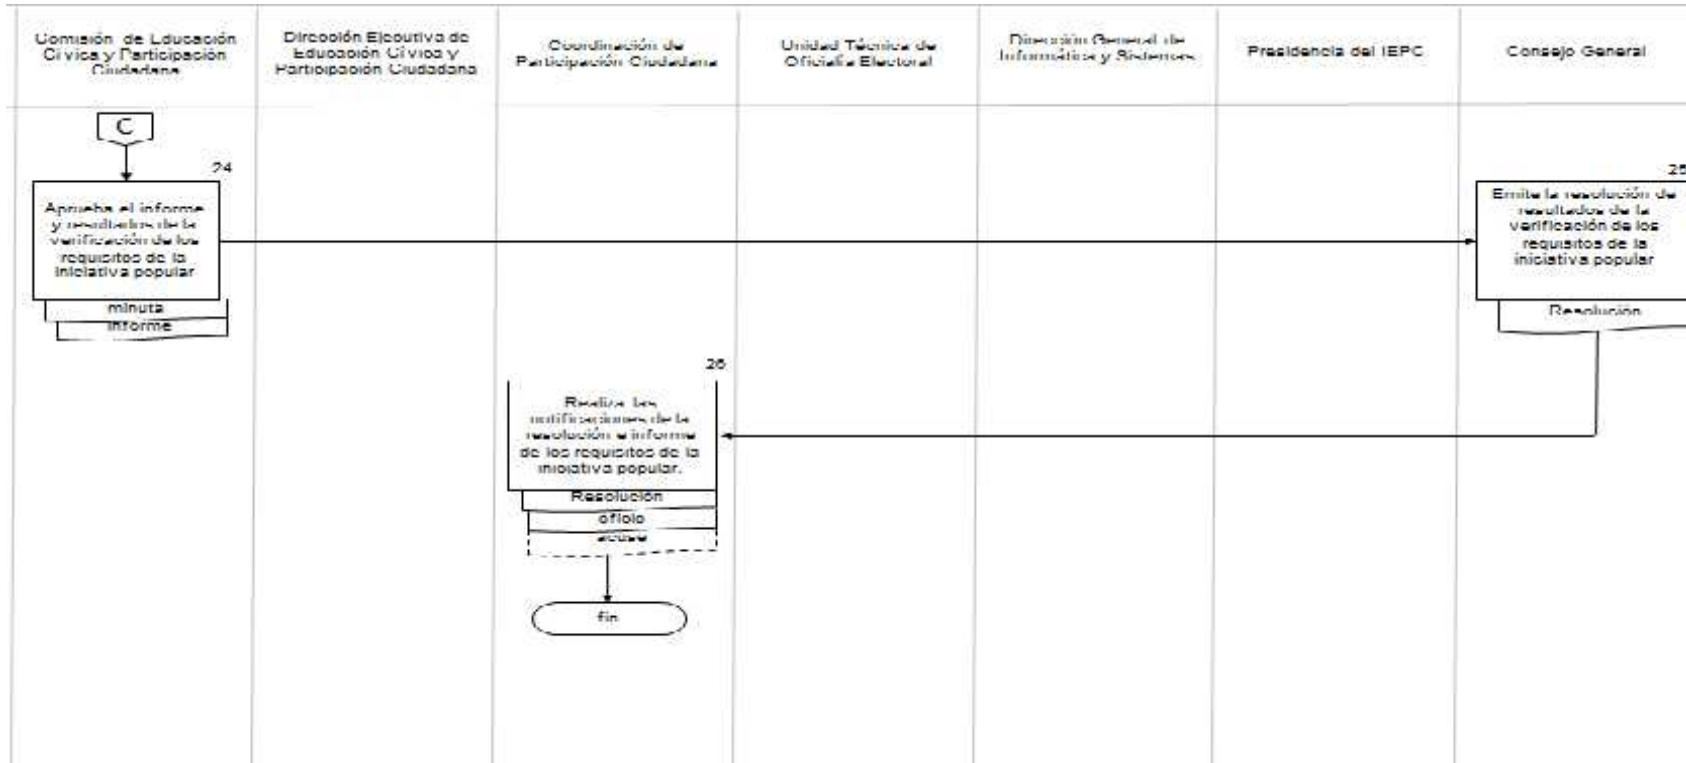 Comisión de Educación
Cívica y Participación
Ciudadana
Dirección Ejecutiva de
Educación Cívica y
Participación Ciudadana
Coordinación de
Participación Ciudadana
Unidad Técnica de
Oficialía Electoral
Dirección General de
Informática y Sistemas
Presidencia del IEPC
Consejo General
C
24
Aprueba el informe
y resultados de la
verificación de los
requisitos de la
iniciativa popular
minuta
informe
25
Emite la resolución de
resultados de la
verificación de los
requisitos de la
inisiativa popular
Resolución
26
Realiza las
notificaciones de la
resolución e informe
de los requisitos de la
iniciativa popular.
Resolución
oficio
acuse
fin